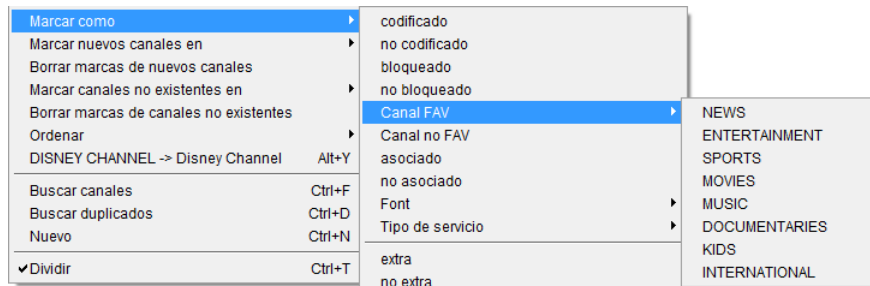 Marcar como
Marcar nuevos canales en
Borrar marcas de nuevos canales
Marcar canales no existentes en
Borrar marcas de canales no existentes
Ordenar
DISNEY CHANNEL -> Disney Channel Alt+Y
Buscar canales Ctrl+F
Buscar duplicados Ctrl+D
Nuevo Ctrl+N
Dividir Ctrl+T
codificado
no codificado
bloqueado
no bloqueado
Canal FAV
Canal no FAV
asociado
no asociado
Font
Tipo de servicio
extra
no extra
NEWS
ENTERTAINMENT
SPORTS
MOVIES
MUSIC
DOCUMENTARIES
KIDS
INTERNATIONAL